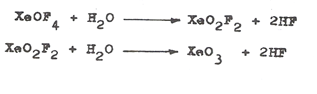 XeOF₄ + H₂O ⟶ XeO₂F₂ + 2HF
XeO₂F₂ + H₂O ⟶ XeO₃ + 2HF